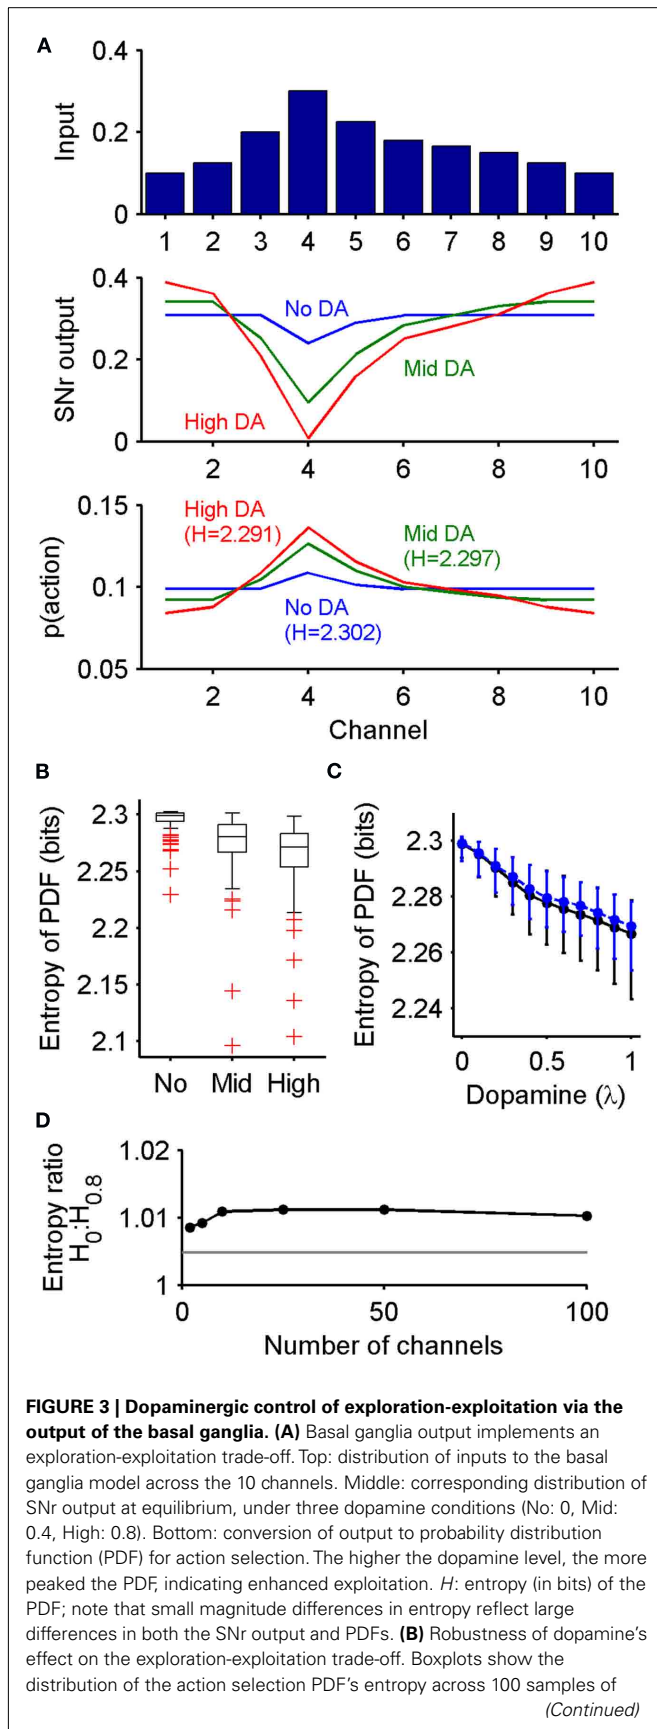 A
0.4
0.2
0
Input
1 2 3 4 5 6 7 8 9 10
0.4
0.2
0
SNr output
No DA
Mid DA
High DA
2 4 6 8 10
0.15
0.1
0.05
p(action)
High DA
(H=2.291)
Mid DA
(H=2.297)
No DA
(H=2.302)
2 4 6 8 10
Channel
B
2.3
2.25
2.2
2.15
2.1
Entropy of PDF (bits)
No Mid High
C
2.3
2.28
2.26
2.24
Entropy of PDF (bits)
0 0.5 1
Dopamine (λ)
D
1.02
1.01
1
Entropy ratio
H0:H0.8
0 50 100
Number of channels
FIGURE 3 | Dopaminergic control of exploration-exploitation via the
output of the basal ganglia. (A) Basal ganglia output implements an
exploration-exploitation trade-off. Top: distribution of inputs to the basal
ganglia model across the 10 channels. Middle: corresponding distribution of
SNr output at equilibrium, under three dopamine conditions (No: 0, Mid:
0.4, High: 0.8). Bottom: conversion of output to probability distribution
function (PDF) for action selection. The higher the dopamine level, the more
peaked the PDF, indicating enhanced exploitation. H: entropy (in bits) of the
PDF; note that small magnitude differences in entropy reflect large
differences in both the SNr output and PDFs. (B) Robustness of dopamine's
effect on the exploration-exploitation trade-off. Boxplots show the
distribution of the action selection PDF's entropy across 100 samples of
(Continued)